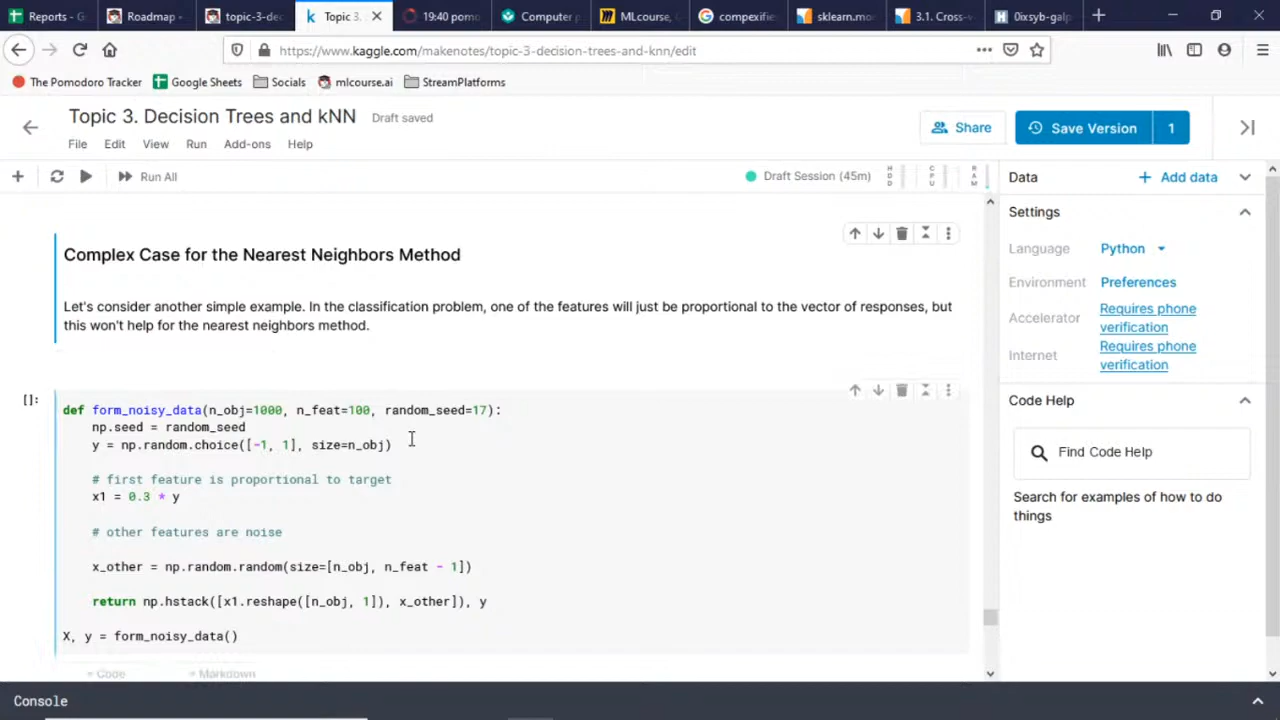 Reports - G
Roadmap
topic-3-dec
Topic 3.
19:40 pomo
Computer p
MLcourse,
compexifie
sklearn.mod
3.1. Cross-v
0ixsyb-galp
https://www.kaggle.com/makenotes/topic-3-decision-trees-and-knn/edit
The Pomodoro Tracker Google Sheets Socials mlcourse.ai StreamPlatforms
Topic 3. Decision Trees and kNN Draft saved
Share Save Version 1
File Edit View Run Add-ons Help
Run All Draft Session (45m) HDD CPU RAM
Data + Add data
Settings
Language Python
Environment Preferences
Accelerator Requires phone verification
Internet Requires phone verification
Code Help
Find Code Help
Search for examples of how to do
things
Complex Case for the Nearest Neighbors Method
Let's consider another simple example. In the classification problem, one of the features will just be proportional to the vector of responses, but
this won't help for the nearest neighbors method.
[]:
def form_noisy_data(n_obj=1000, n_feat=100, random_seed=17):
np.seed = random_seed
y = np.random.choice([-1, 1], size=n_obj)
# first feature is proportional to target
x1 = 0.3 * y
# other features are noise
x_other = np.random.random(size=[n_obj, n_feat - 1])
return np.hstack([x1.reshape([n_obj, 1]), x_other]), y
X, y = form_noisy_data()
+ Code + Markdown
Console